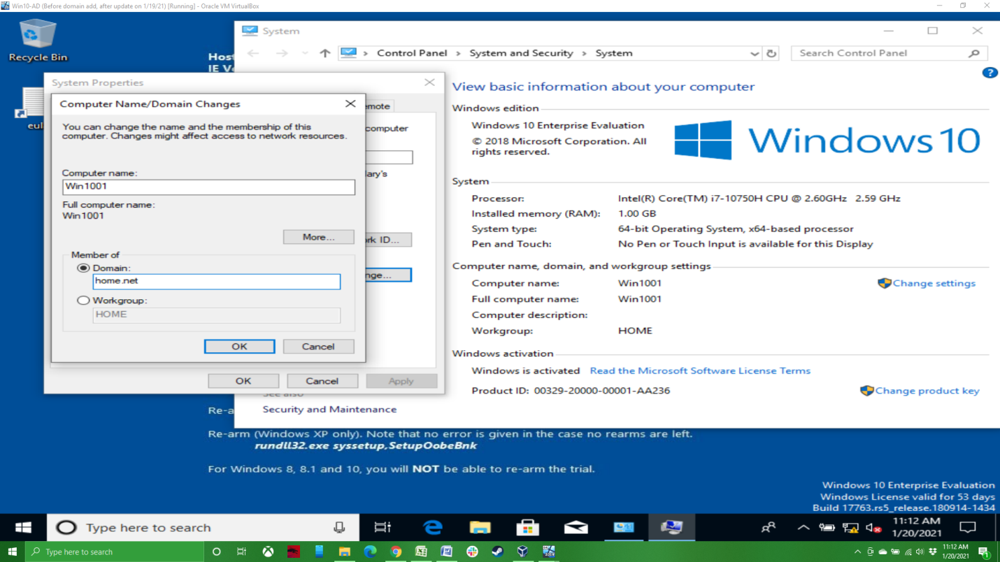 Win10-AD (Before domain add, after update on 1/19/21) [Running] - Oracle VM VirtualBox
Recycle Bin
eul
Host
IE Ve
System
Control Panel > System and Security > System
Search Control Panel
?
System Properties
emote
computer
ary's
rk ID...
nge...
OK
Cancel
Apply
Computer Name/Domain Changes
You can change the name and the membership of this
computer. Changes might affect access to network resources.
Computer name:
Win1001
Full computer name:
Win1001
More...
Member of
Domain:
home.net
Workgroup:
HOME
OK
Cancel
View basic information about your computer
Windows edition
Windows 10 Enterprise Evaluation
© 2018 Microsoft Corporation. All
rights reserved.
Windows 10
System
Processor: Intel(R) Core(TM) i7-10750H CPU @ 2.60GHz 2.59 GHz
Installed memory (RAM): 1.00 GB
System type: 64-bit Operating System, x64-based processor
Pen and Touch: No Pen or Touch Input is available for this Display
Computer name, domain, and workgroup settings
Computer name: Win1001
Change settings
Full computer name: Win1001
Computer description:
Workgroup: HOME
Windows activation
Windows is activated Read the Microsoft Software License Terms
Product ID: 00329-20000-00001-AA236
Change product key
See also
Security and Maintenance
Re-a
Re-arm (Windows XP only). Note that no error is given in the case no rearms are left.
rundll32.exe syssetup,SetupOobeBnk
For Windows 8, 8.1 and 10, you will NOT be able to re-arm the trial.
Windows 10 Enterprise Evaluation
Windows License valid for 53 days
Build 17763.rs5_release.180914-1434
Type here to search
11:12 AM
1/20/2021
Type here to search
11:12 AM
1/20/2021